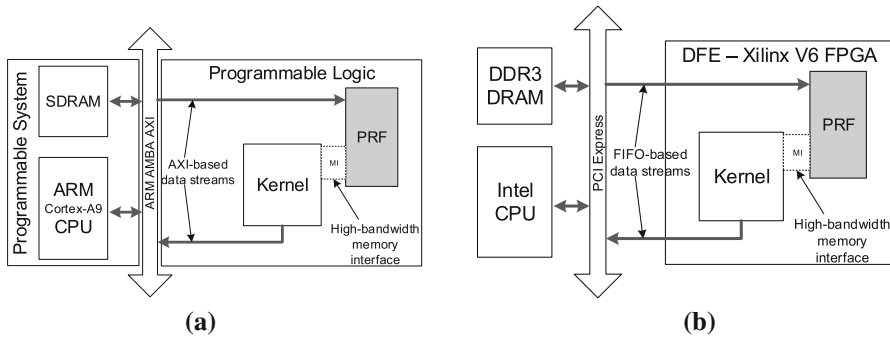 Programmable System
SDRAM
ARM
Cortex-A9
CPU
ARM AMBA AXI
Programmable Logic
PRF
MI
AXI-based
data streams
Kernel
High-bandwidth
memory
interface
(a)
DDR3
DRAM
Intel
CPU
PCI Express
DFE – Xilinx V6 FPGA
PRF
MI
FIFO-based
data streams
Kernel
High-bandwidth
memory
interface
(b)